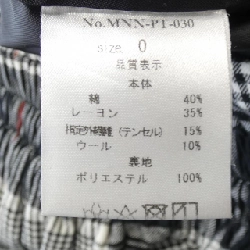 No.MNN-PT-030
size 0
品質表示
本体
綿 40%
レーヨン 35%
指定外繊維(テンセル) 15%
ウール 10%
裏地
ポリエステル 100%